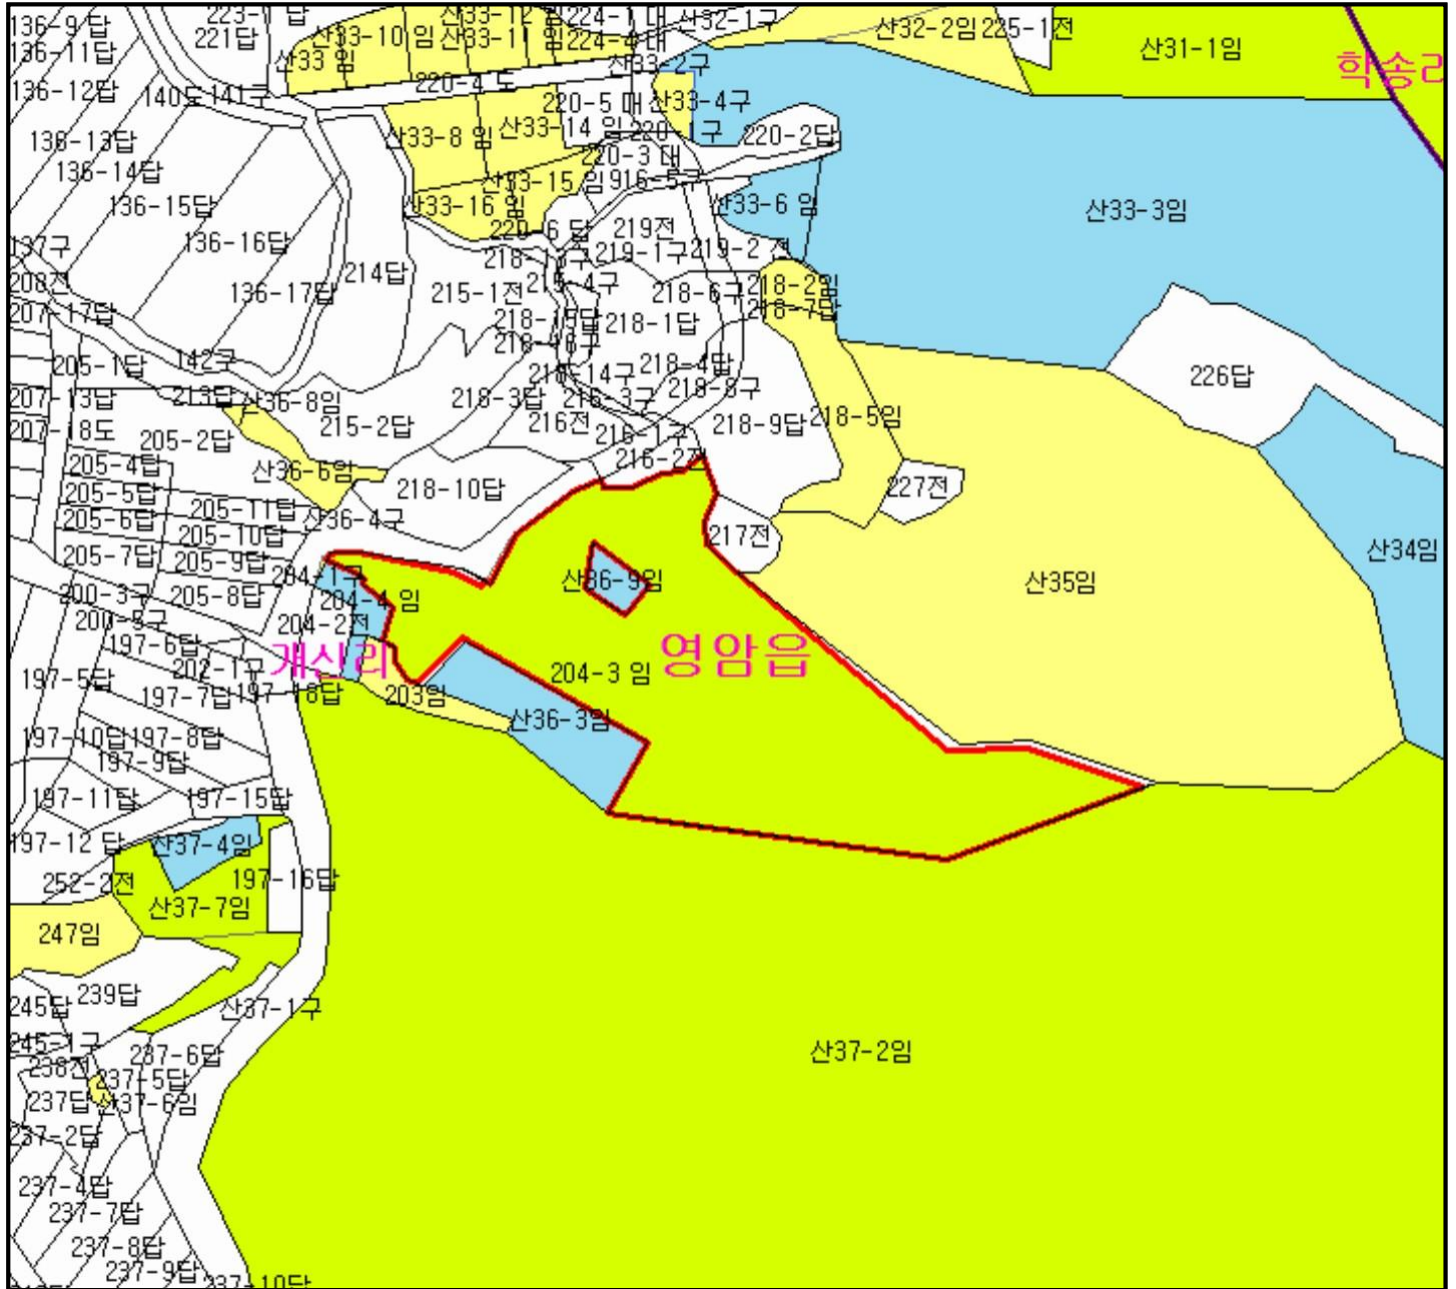 136-9답
221답
산33-10 임
산33-11 임
224-1 대
산32-1구
산32-2임
225-1전
산31-1임
136-11답
산33 임
224-4 대
산33-2구
학송리
136-12답
140도
141구
220-4 도
산33-4구
136-13답
산33-8 임
산33-14 임
220-1구
220-2답
220-3 대
136-14답
산33-15 임
916-5구
136-15답
산33-16 임
산33-6 임
산33-3임
137구
136-16답
220-6 답
219전
219-1구
219-2 전
208전
136-17답
214답
215-1전
218-6구
218-2임
207-17답
218-1답
218-7답
205-1답
142구
218-14구
218-4답
226답
207-13답
213답
산36-8임
218-3답
218-8구
207-18도
205-2답
215-2답
216전
216-1구
218-9답
218-5임
205-4답
산36-6임
216-2전
205-5답
205-11답
218-10답
227전
205-6답
205-10답
산36-4구
217전
205-7답
205-9답
204-1구
산36-9임
산35임
산34임
200-3구
205-8답
204-4 임
200-5구
204-2전
197-6답
202-1구
개신리
영암읍
197-5답
197-7답
197-18답
203임
204-3 임
산36-3임
197-10답
197-8답
197-9답
197-11답
197-15답
197-12 답
산37-4임
252-2전
197-16답
산37-7임
247임
245답
239답
산37-1구
245-1구
237-6답
산37-2임
238전
237-5답
237답
산37-6임
237-2답
237-4답
237-7답
237-8답
237-9답
237-10답